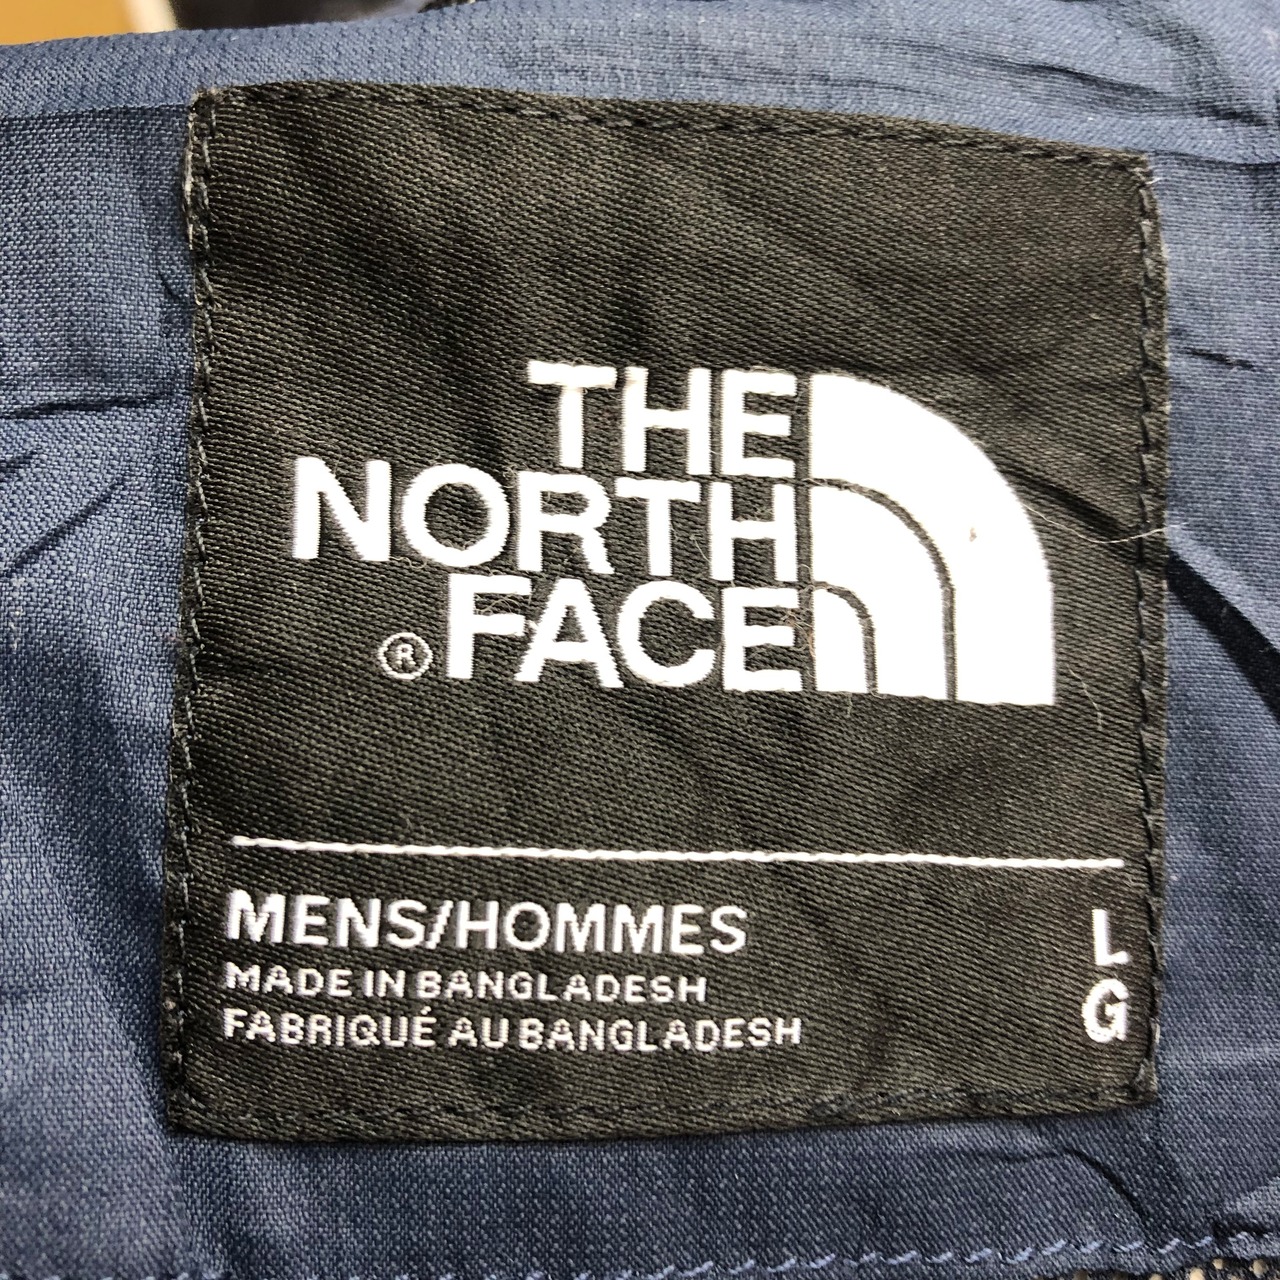 THE
NORTH
® FACE
MENS/HOMMES L
MADE IN BANGLADESH
FABRIQUÉ AU BANGLADESH G